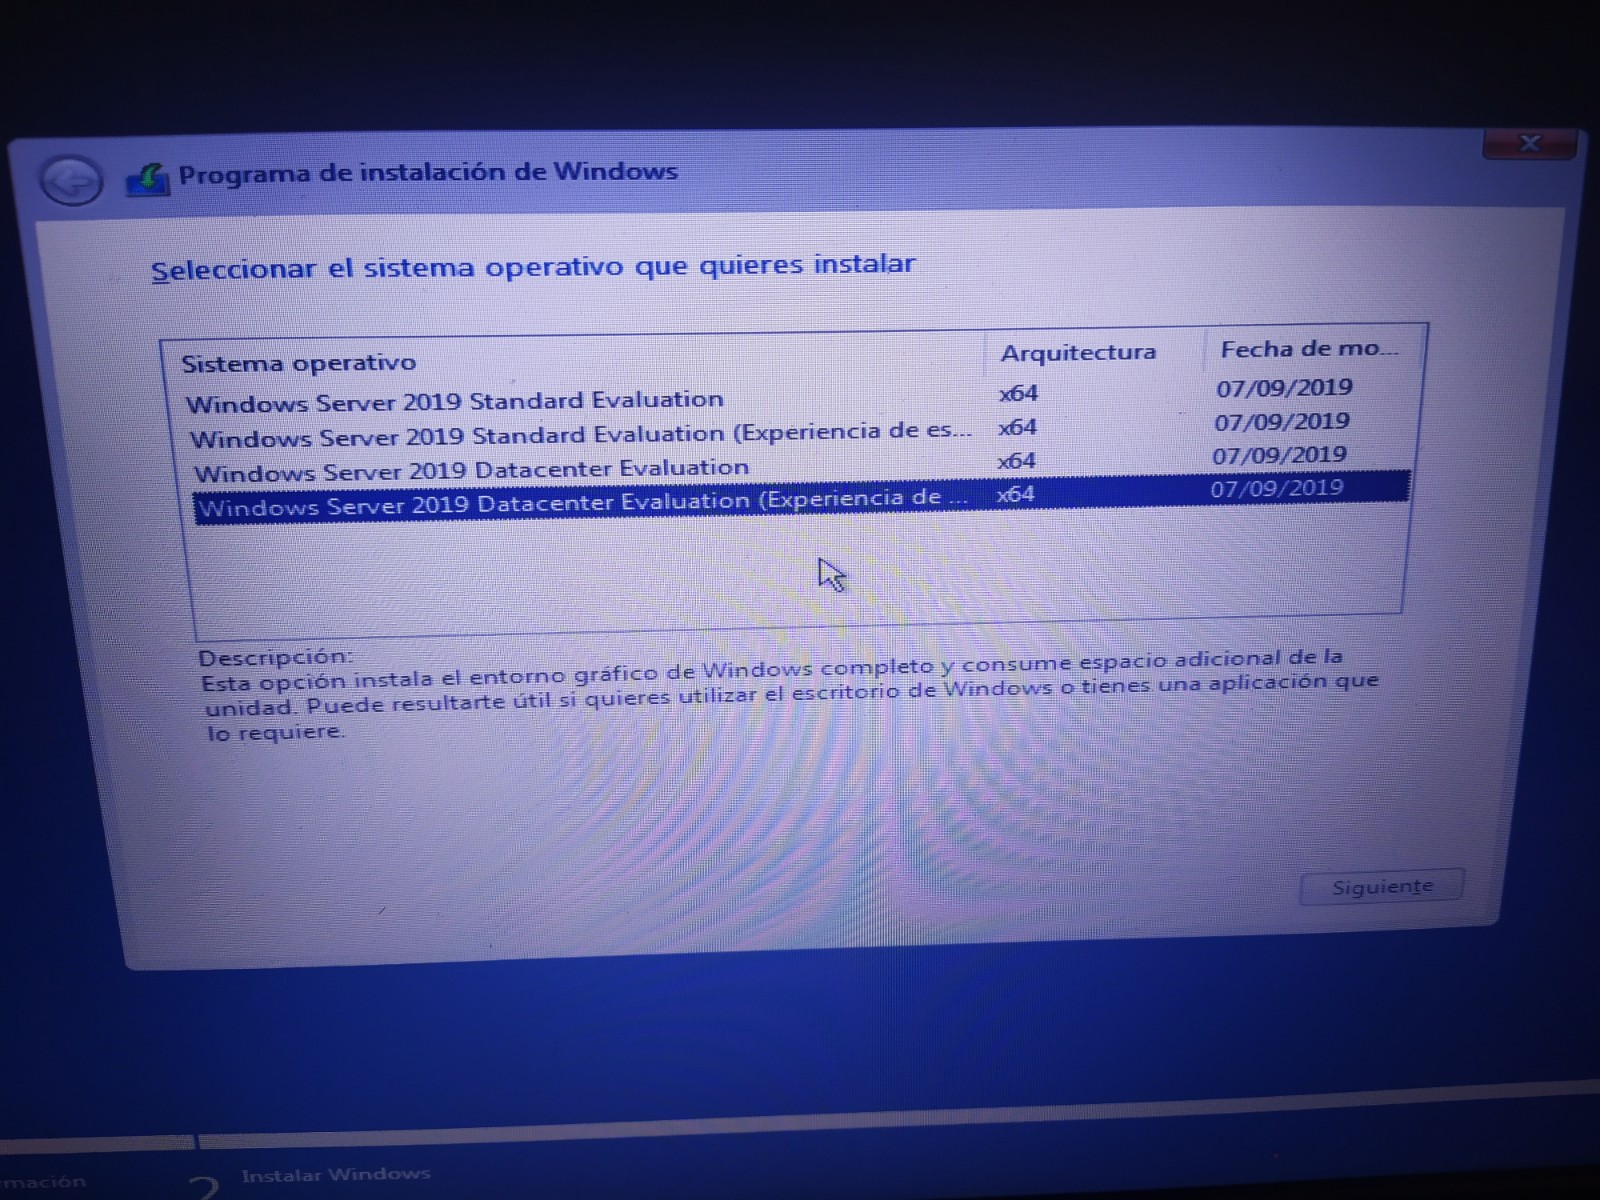 Programa de instalación de Windows
Seleccionar el sistema operativo que quieres instalar
Sistema operativo Arquitectura Fecha de mo...
Windows Server 2019 Standard Evaluation x64 07/09/2019
Windows Server 2019 Standard Evaluation (Experiencia de es... x64 07/09/2019
Windows Server 2019 Datacenter Evaluation x64 07/09/2019
Windows Server 2019 Datacenter Evaluation (Experiencia de ... x64 07/09/2019
Descripción:
Esta opción instala el entorno gráfico de Windows completo y consume espacio adicional de la
unidad. Puede resultarte útil si quieres utilizar el escritorio de Windows o tienes una aplicación que
lo requiere.
Siguiente
rmación 2 Instalar Windows